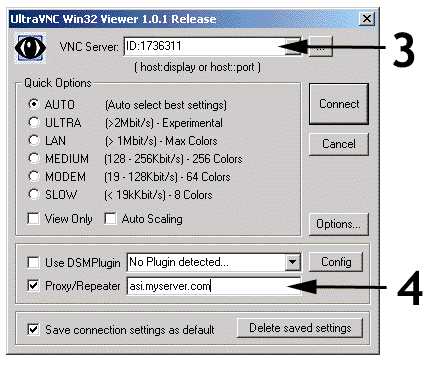 UltraVNC Win32 Viewer 1.0.1 Release
VNC Server: ID:1736311 ... 3
( host:display or host::port )
Quick Options
AUTO (Auto select best settings)
ULTRA (>2Mbit/s) - Experimental
LAN (> 1Mbit/s) - Max Colors
MEDIUM (128 - 256Kbit/s) - 256 Colors
MODEM (19 - 128Kbit/s) - 64 Colors
SLOW (< 19kKbit/s) - 8 Colors
View Only Auto Scaling
Connect
Cancel
Options...
Use DSMPlugin No Plugin detected... Config
Proxy/Repeater asi.myserver.com 4
Save connection settings as default Delete saved settings